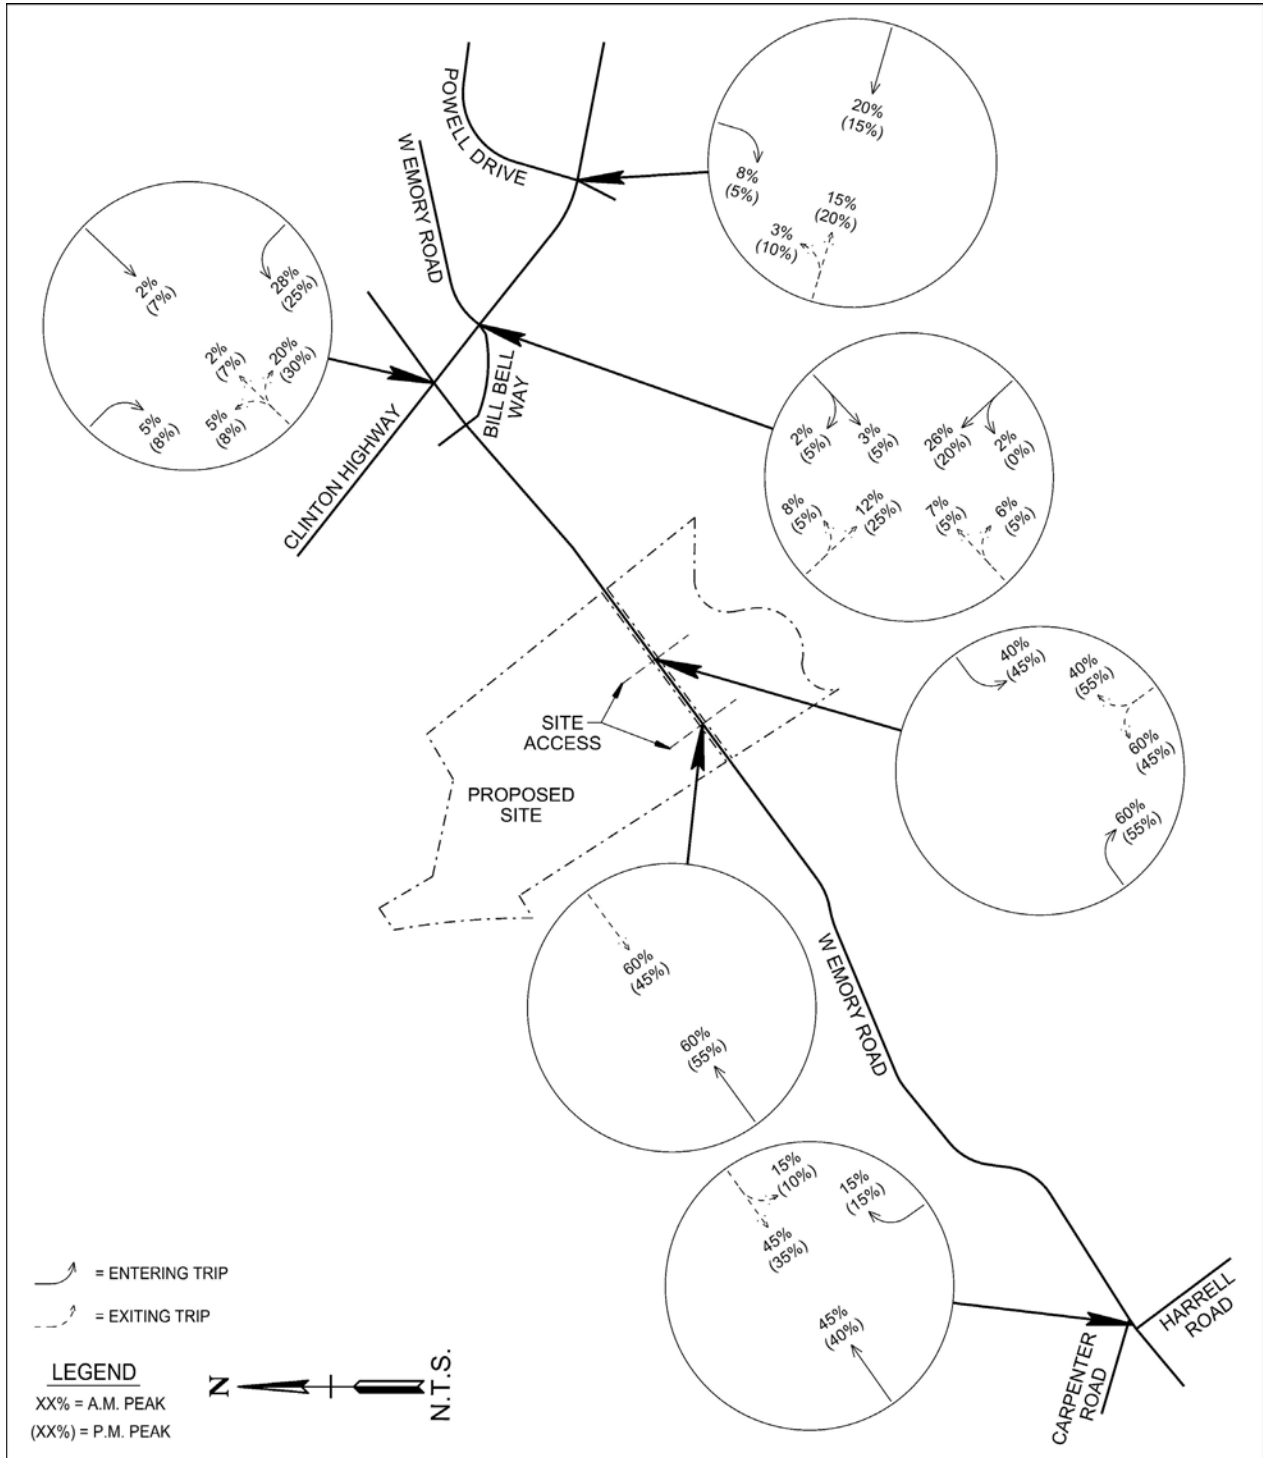 POWELL DRIVE
W EMORY ROAD
20%
(15%)
8%
(5%)
15%
(20%)
3%
(10%)
2%
(7%)
28%
(25%)
2%
(7%)
20%
(30%)
5%
(8%)
5%
(8%)
BILL BELL
WAY
CLINTON HIGHWAY
2%
(5%)
3%
(5%)
26%
(20%)
2%
(0%)
8%
(5%)
12%
(25%)
7%
(5%)
6%
(5%)
40%
(45%)
40%
(55%)
60%
(45%)
60%
(55%)
SITE
ACCESS
PROPOSED
SITE
60%
(45%)
60%
(55%)
W EMORY ROAD
15%
(10%)
15%
(15%)
45%
(35%)
45%
(40%)
HARRELL
ROAD
CARPENTER
ROAD
= ENTERING TRIP
= EXITING TRIP
LEGEND
XX% = A.M. PEAK
(XX%) = P.M. PEAK
N
N.T.S.